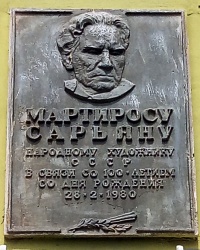 МАРТИРОСУ
САРЬЯНУ
НАРОДНОМУ ХУДОЖНИКУ
СССР
В СВЯЗИ СО 100-ЛЕТИЕМ
СО ДНЯ РОЖДЕНИЯ
28·2·1980